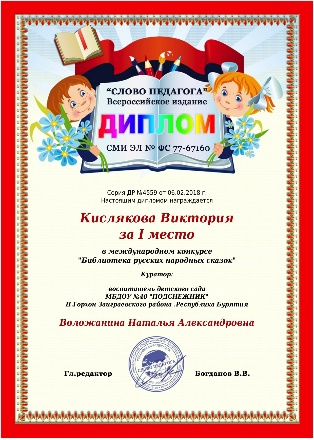 "СЛОВО ПЕДАГОГА"
Всероссийское издание
ДИПЛОМ
СМИ ЭЛ № ФС 77-67160
Серия ДР №4559 от 06.02.2018 г.
Настоящим дипломом награждается
Кислякова Виктория
за I место
в международном конкурсе
"Библиотека русских народных сказок"
Куратор:
воспитатель детского сада
МБДОУ №40 "ПОДСНЕЖНИК"
П.Горхон Заиграевского района .Республика Бурятия
Воложанина Наталья Александровна
Гл.редактор Богданов В.В.